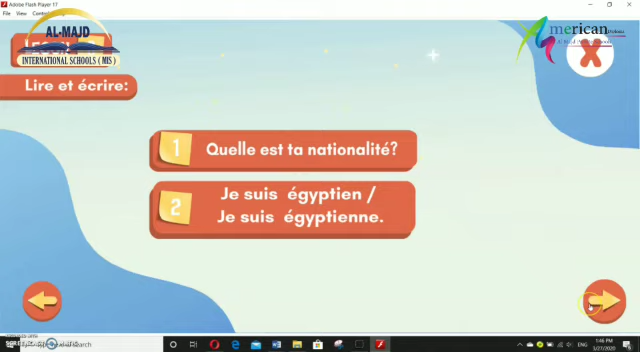 Adobe Flash Player 17
File View Control
AL-MAJD
INTERNATIONAL SCHOOLS ( MIS )
merican
Lire et écrire:
1
Quelle est ta nationalité?
2
Je suis égyptien /
Je suis égyptienne.
ENG
1:46 PM
5/27/2020